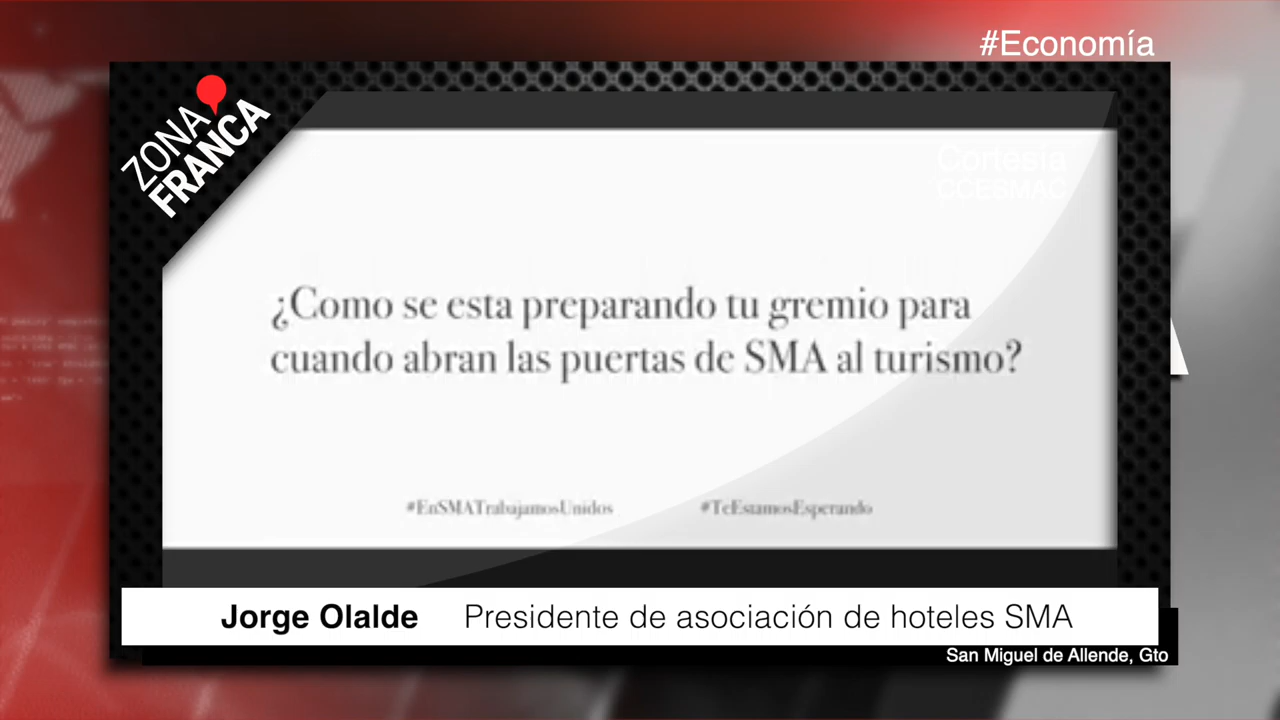 #Economía
ZONA
FRANCA
Cortesía
CCESMAC
¿Como se esta preparando tu gremio para
cuando abran las puertas de SMA al turismo?
#EnSMATrabajamosUnidos #TeEstamosEsperando
Jorge Olalde Presidente de asociación de hoteles SMA
San Miguel de Allende, Gto